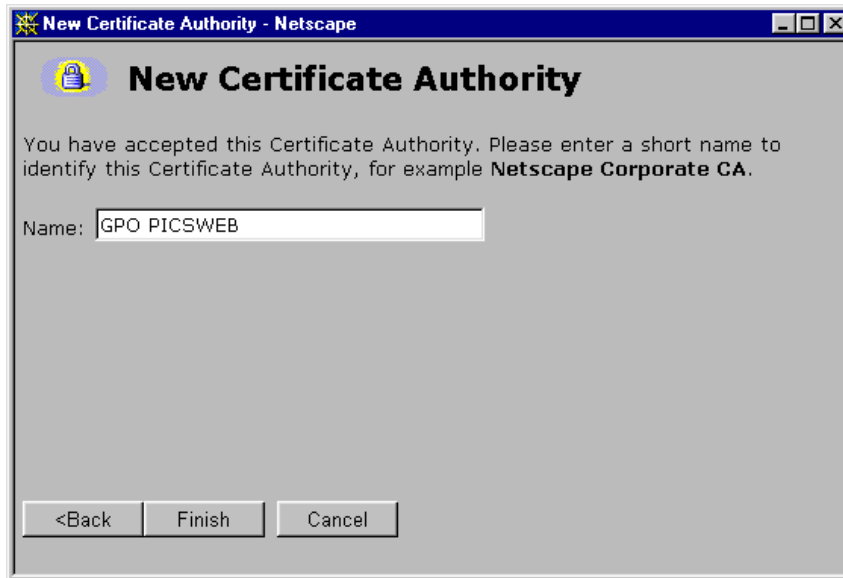 New Certificate Authority - Netscape
New Certificate Authority
You have accepted this Certificate Authority. Please enter a short name to
identify this Certificate Authority, for example Netscape Corporate CA.
Name: GPO PICSWEB
<Back Finish Cancel